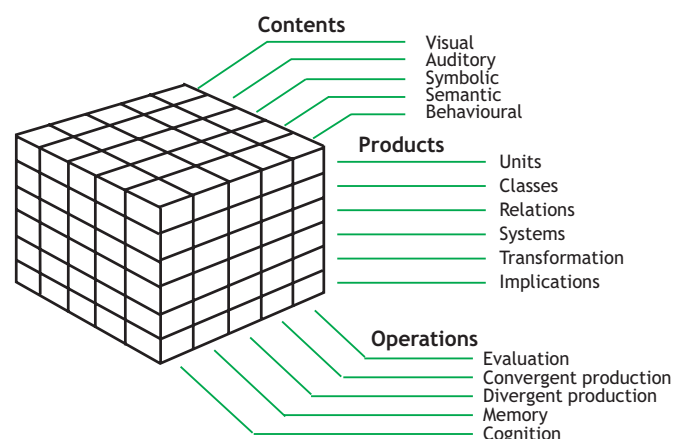 Contents
Visual
Auditory
Symbolic
Semantic
Behavioural
Products
Units
Classes
Relations
Systems
Transformation
Implications
Operations
Evaluation
Convergent production
Divergent production
Memory
Cognition